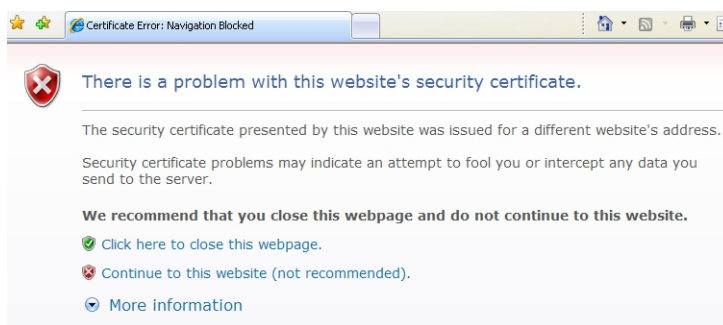 Certificate Error: Navigation Blocked
There is a problem with this website's security certificate.
The security certificate presented by this website was issued for a different website's address.
Security certificate problems may indicate an attempt to fool you or intercept any data you
send to the server.
We recommend that you close this webpage and do not continue to this website.
Click here to close this webpage.
Continue to this website (not recommended).
More information